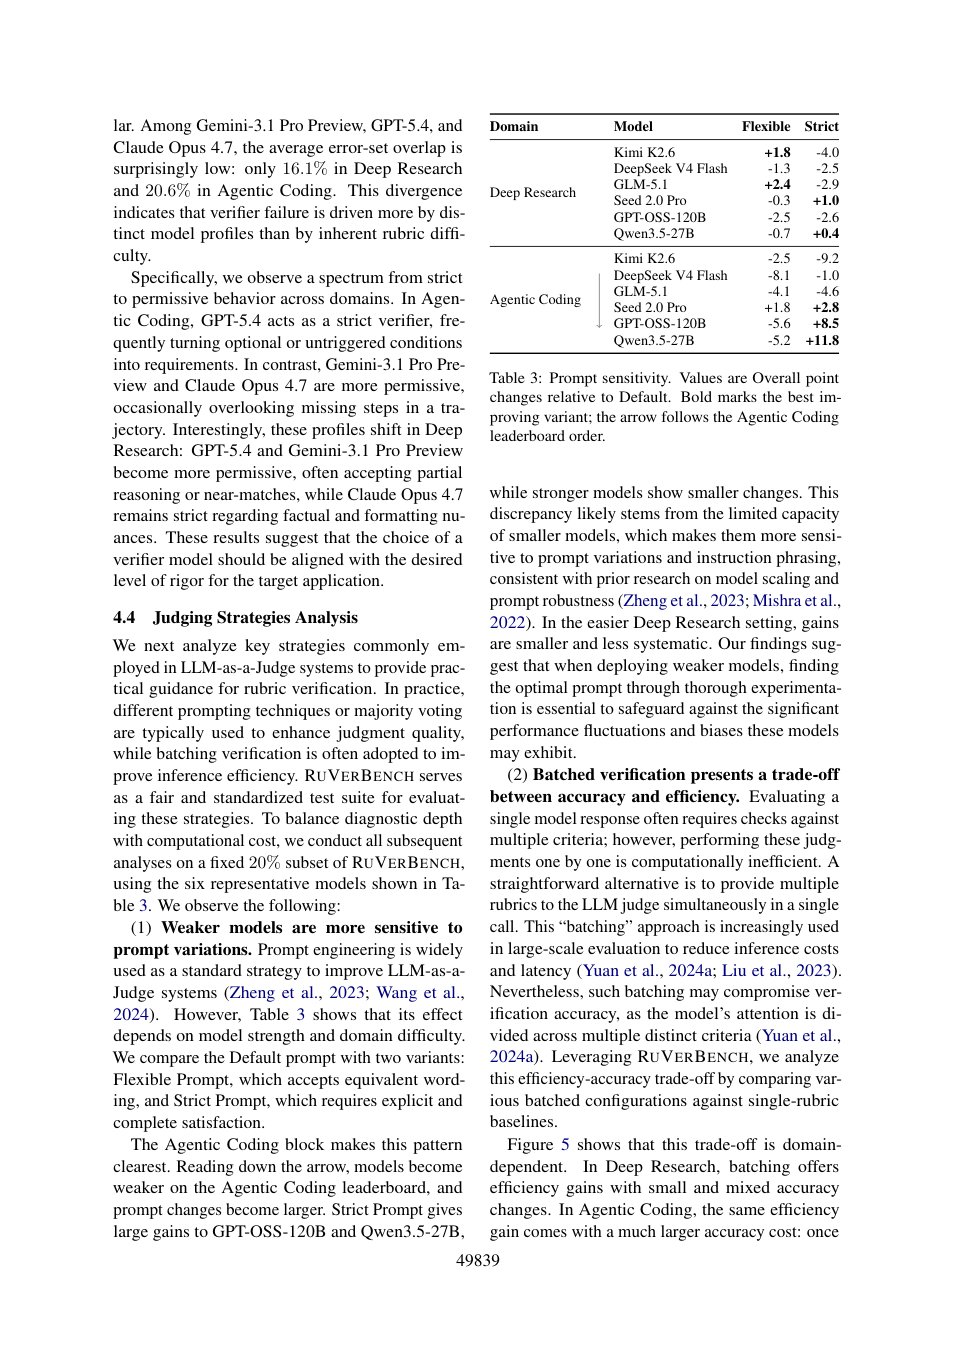 lar. Among Gemini-3.1 Pro Preview, GPT-5.4, and
Claude Opus 4.7, the average error-set overlap is
surprisingly low: only 16.1% in Deep Research
and 20.6% in Agentic Coding. This divergence
indicates that verifier failure is driven more by dis-
tinct model profiles than by inherent rubric diffi-
culty.
Specifically, we observe a spectrum from strict
to permissive behavior across domains. In Agen-
tic Coding, GPT-5.4 acts as a strict verifier, fre-
quently turning optional or untriggered conditions
into requirements. In contrast, Gemini-3.1 Pro Pre-
view and Claude Opus 4.7 are more permissive,
occasionally overlooking missing steps in a tra-
jectory. Interestingly, these profiles shift in Deep
Research: GPT-5.4 and Gemini-3.1 Pro Preview
become more permissive, often accepting partial
reasoning or near-matches, while Claude Opus 4.7
remains strict regarding factual and formatting nu-
ances. These results suggest that the choice of a
verifier model should be aligned with the desired
level of rigor for the target application.
4.4 Judging Strategies Analysis
We next analyze key strategies commonly em-
ployed in LLM-as-a-Judge systems to provide prac-
tical guidance for rubric verification. In practice,
different prompting techniques or majority voting
are typically used to enhance judgment quality,
while batching verification is often adopted to im-
prove inference efficiency. RUVERBENCH serves
as a fair and standardized test suite for evaluat-
ing these strategies. To balance diagnostic depth
with computational cost, we conduct all subsequent
analyses on a fixed 20% subset of RUVERBENCH,
using the six representative models shown in Ta-
ble 3. We observe the following:
(1) Weaker models are more sensitive to
prompt variations. Prompt engineering is widely
used as a standard strategy to improve LLM-as-a-
Judge systems (Zheng et al., 2023; Wang et al.,
2024). However, Table 3 shows that its effect
depends on model strength and domain difficulty.
We compare the Default prompt with two variants:
Flexible Prompt, which accepts equivalent word-
ing, and Strict Prompt, which requires explicit and
complete satisfaction.
The Agentic Coding block makes this pattern
clearest. Reading down the arrow, models become
weaker on the Agentic Coding leaderboard, and
prompt changes become larger. Strict Prompt gives
large gains to GPT-OSS-120B and Qwen3.5-27B,
Domain Model Flexible Strict
Deep Research
Kimi K2.6 +1.8 -4.0
DeepSeek V4 Flash -1.3 -2.5
GLM-5.1 +2.4 -2.9
Seed 2.0 Pro -0.3 +1.0
GPT-OSS-120B -2.5 -2.6
Qwen3.5-27B -0.7 +0.4
Agentic Coding
Kimi K2.6 -2.5 -9.2
DeepSeek V4 Flash -8.1 -1.0
GLM-5.1 -4.1 -4.6
Seed 2.0 Pro +1.8 +2.8
GPT-OSS-120B -5.6 +8.5
Qwen3.5-27B -5.2 +11.8
Table 3: Prompt sensitivity. Values are Overall point
changes relative to Default. Bold marks the best im-
proving variant; the arrow follows the Agentic Coding
leaderboard order.
while stronger models show smaller changes. This
discrepancy likely stems from the limited capacity
of smaller models, which makes them more sensi-
tive to prompt variations and instruction phrasing,
consistent with prior research on model scaling and
prompt robustness (Zheng et al., 2023; Mishra et al.,
2022). In the easier Deep Research setting, gains
are smaller and less systematic. Our findings sug-
gest that when deploying weaker models, finding
the optimal prompt through thorough experimenta-
tion is essential to safeguard against the significant
performance fluctuations and biases these models
may exhibit.
(2) Batched verification presents a trade-off
between accuracy and efficiency. Evaluating a
single model response often requires checks against
multiple criteria; however, performing these judg-
ments one by one is computationally inefficient. A
straightforward alternative is to provide multiple
rubrics to the LLM judge simultaneously in a single
call. This “batching” approach is increasingly used
in large-scale evaluation to reduce inference costs
and latency (Yuan et al., 2024a; Liu et al., 2023).
Nevertheless, such batching may compromise ver-
ification accuracy, as the model’s attention is di-
vided across multiple distinct criteria (Yuan et al.,
2024a). Leveraging RUVERBENCH, we analyze
this efficiency-accuracy trade-off by comparing var-
ious batched configurations against single-rubric
baselines.
Figure 5 shows that this trade-off is domain-
dependent. In Deep Research, batching offers
efficiency gains with small and mixed accuracy
changes. In Agentic Coding, the same efficiency
gain comes with a much larger accuracy cost: once
49839